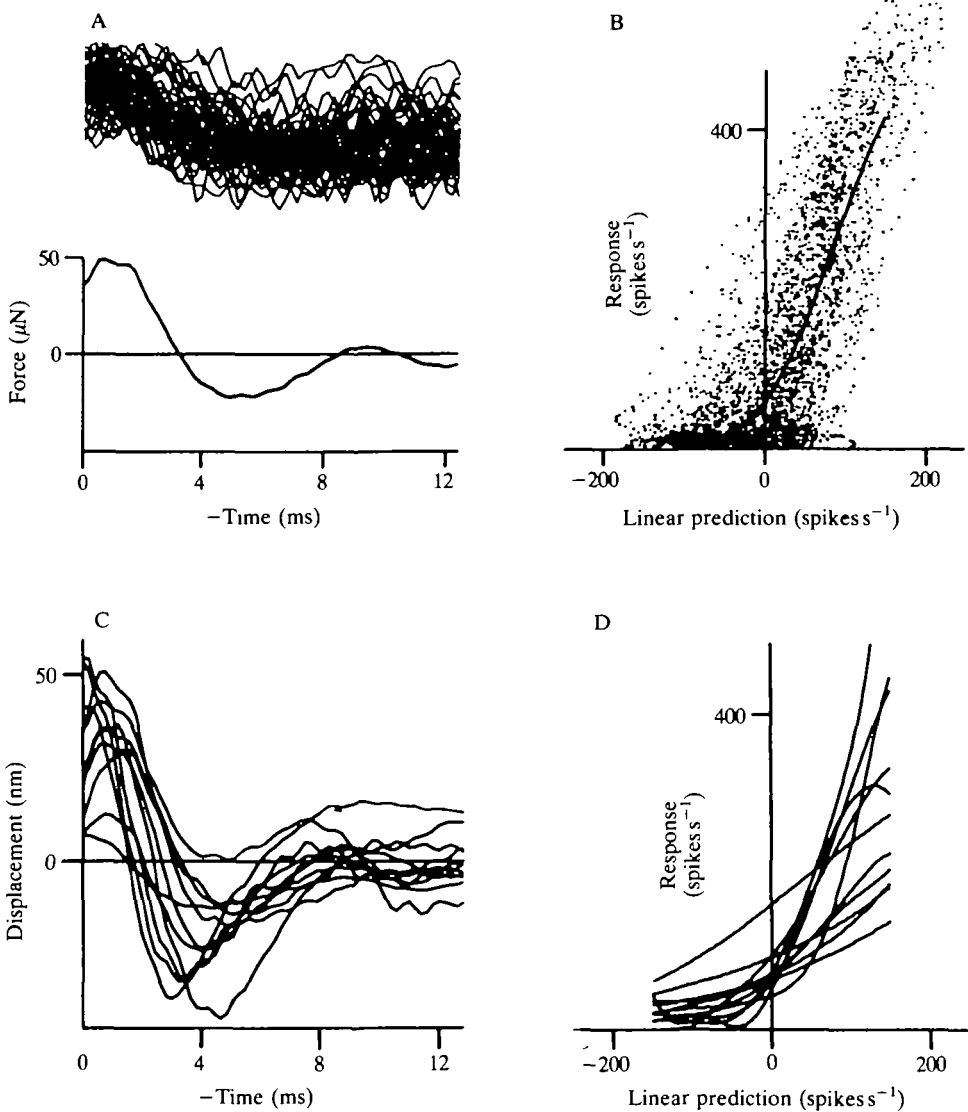 A
50
0
Force (μN)
0
4
8
12
−Time (ms)
B
400
Response
(spikes s⁻¹)
−200
0
200
Linear prediction (spikes s⁻¹)
C
50
0
Displacement (nm)
0
4
8
12
−Time (ms)
D
400
Response
(spikes s⁻¹)
−200
0
200
Linear prediction (spikes s⁻¹)